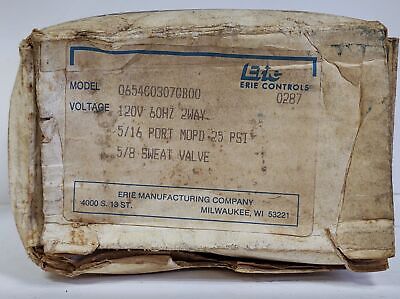 Erie
ERIE CONTROLS
MODEL 0654G0307GB00 0287
VOLTAGE 120V 60HZ 2WAY
5/16 PORT MOPD 25 PSI
5/8 SWEAT VALVE
ERIE MANUFACTURING COMPANY
4000 S. 13 ST. MILWAUKEE, WI 53221